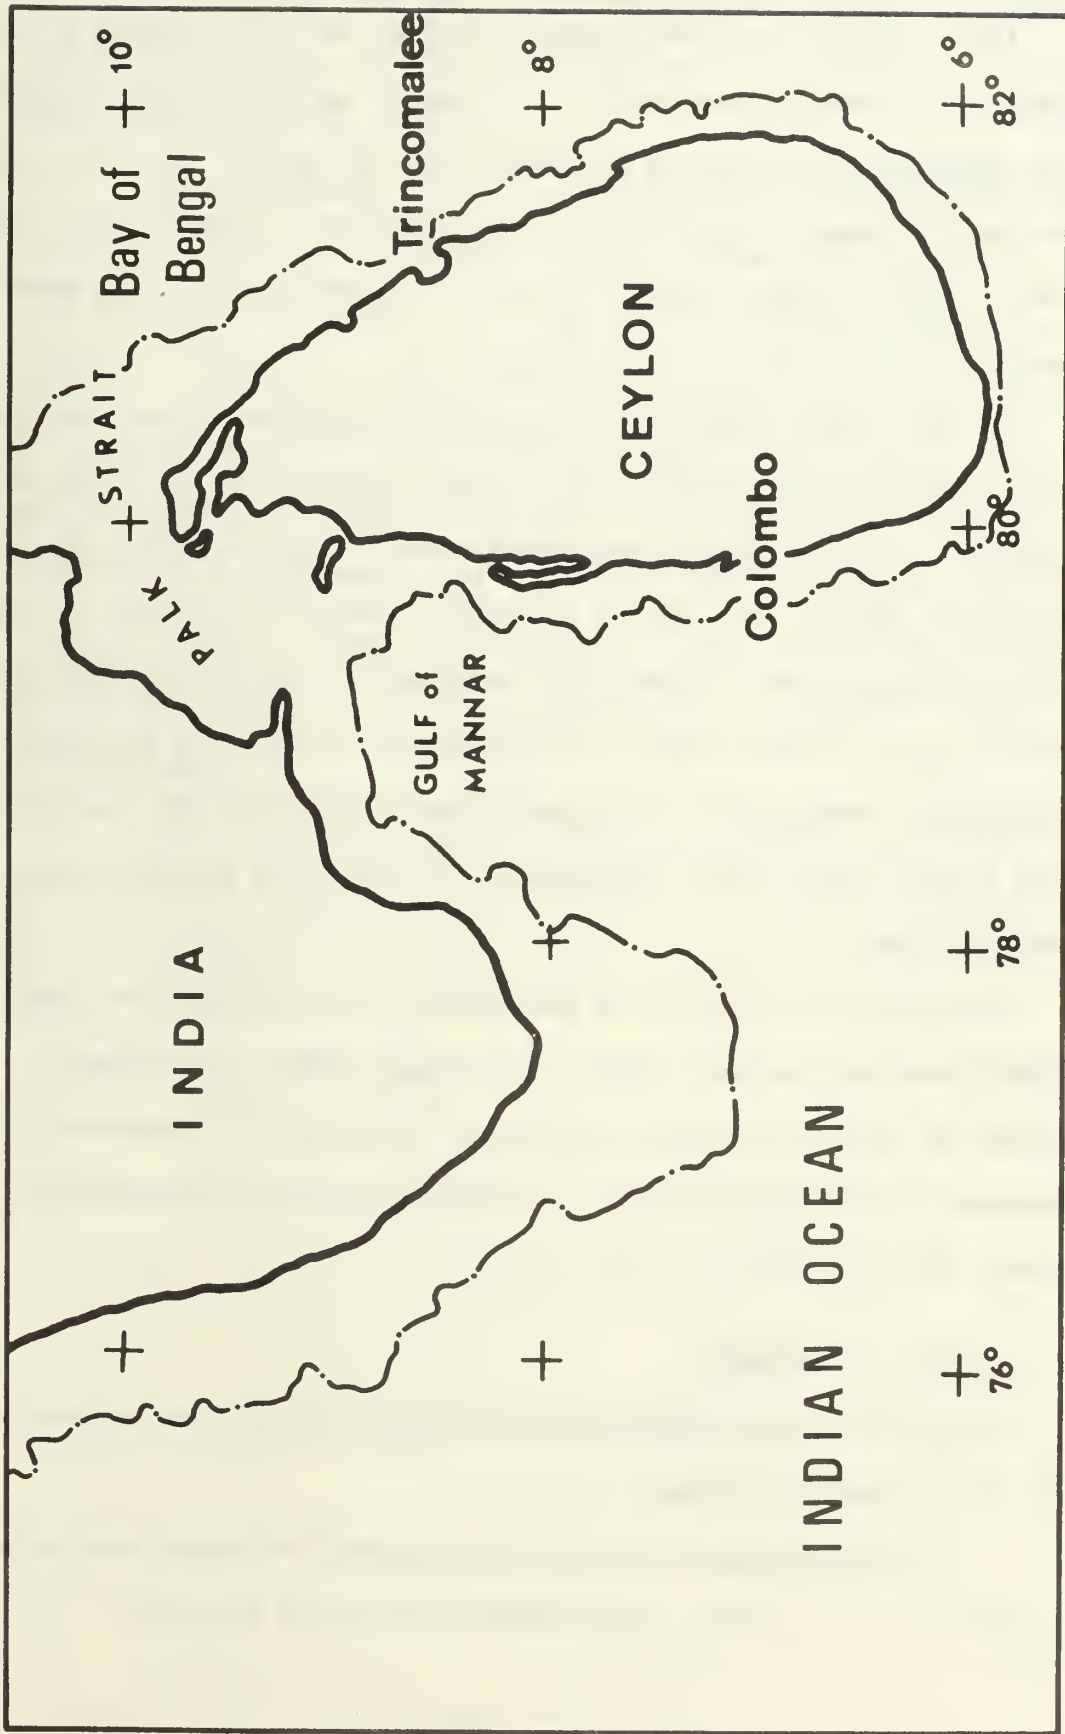 Bay of
Bengal
10°
STRAIT
PALK
INDIA
Trincomalee
GULF of
MANNAR
8°
CEYLON
Colombo
INDIAN OCEAN
6°
76°
78°
80°
82°